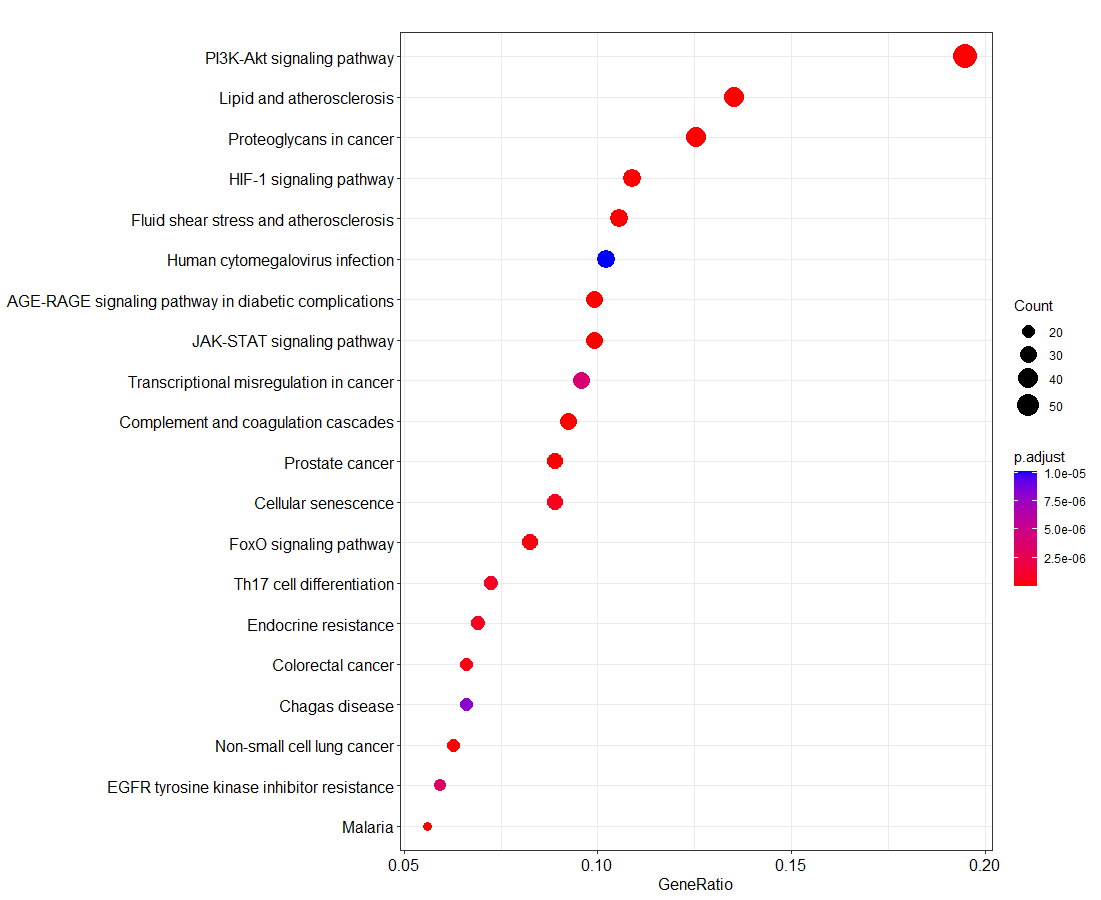 PI3K-Akt signaling pathway
Lipid and atherosclerosis
Proteoglycans in cancer
HIF-1 signaling pathway
Fluid shear stress and atherosclerosis
Human cytomegalovirus infection
AGE-RAGE signaling pathway in diabetic complications
JAK-STAT signaling pathway
Transcriptional misregulation in cancer
Complement and coagulation cascades
Prostate cancer
Cellular senescence
FoxO signaling pathway
Th17 cell differentiation
Endocrine resistance
Colorectal cancer
Chagas disease
Non-small cell lung cancer
EGFR tyrosine kinase inhibitor resistance
Malaria
0.05 0.10 0.15 0.20
GeneRatio
Count
20
30
40
50
p.adjust
1.0e-05
7.5e-06
5.0e-06
2.5e-06